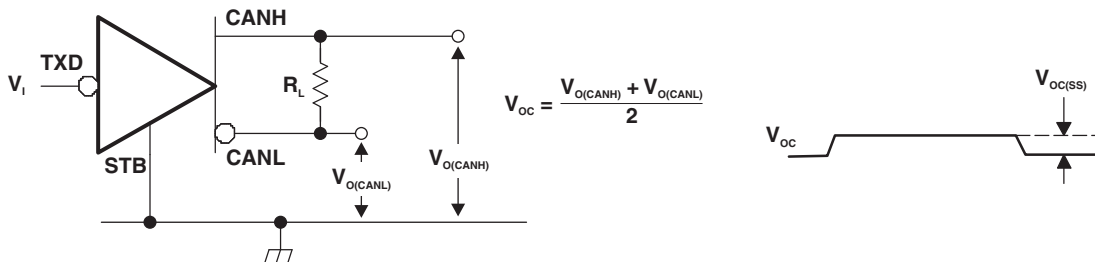 CANH
TXD
V_I
R_L
V_OC = (V_O(CANH) + V_O(CANL)) / 2
V_OC(SS)
V_OC
STB
CANL
V_O(CANL)
V_O(CANH)